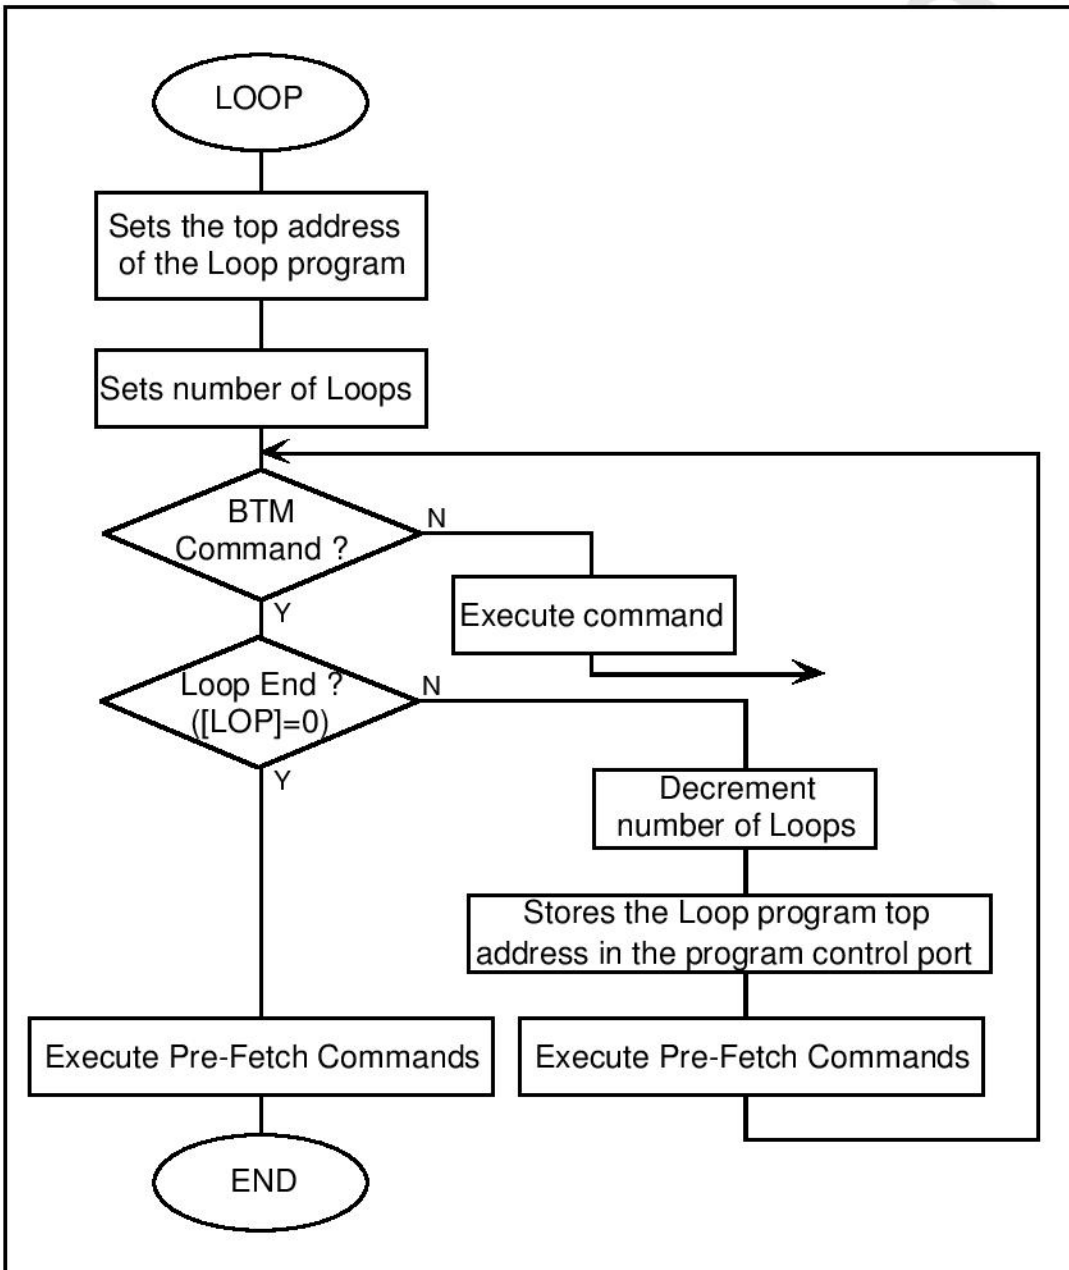 LOOP
Sets the top address
of the Loop program
Sets number of Loops
BTM
Command ?
N
Y
Execute command
Loop End ?
([LOP]=0)
N
Y
Decrement
number of Loops
Stores the Loop program top
address in the program control port
Execute Pre-Fetch Commands
Execute Pre-Fetch Commands
END